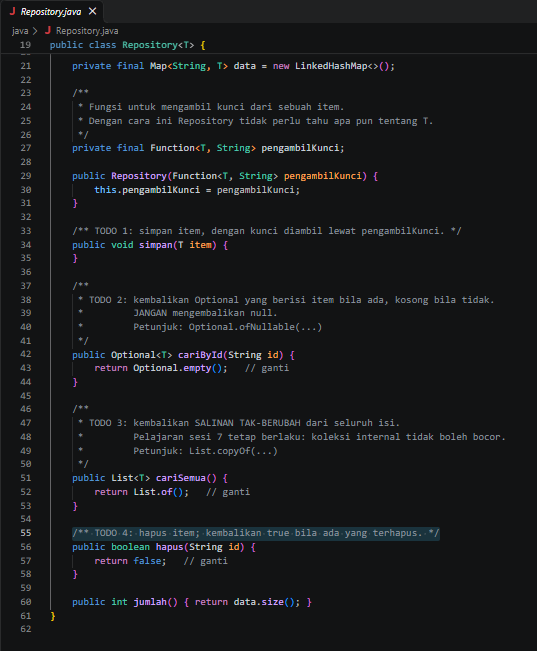 J Repository.java ×
java > J Repository.java
19 public class Repository<T> {
21 private final Map<String, T> data = new LinkedHashMap<>();
22
23 /**
24 * Fungsi untuk mengambil kunci dari sebuah item.
25 * Dengan cara ini Repository tidak perlu tahu apa pun tentang T.
26 */
27 private final Function<T, String> pengambilKunci;
28
29 public Repository(Function<T, String> pengambilKunci) {
30 this.pengambilKunci = pengambilKunci;
31 }
32
33 /** TODO 1: simpan item, dengan kunci diambil lewat pengambilKunci. */
34 public void simpan(T item) {
35 }
36
37 /**
38 * TODO 2: kembalikan Optional yang berisi item bila ada, kosong bila tidak.
39 * JANGAN mengembalikan null.
40 * Petunjuk: Optional.ofNullable(...)
41 */
42 public Optional<T> cariById(String id) {
43 return Optional.empty(); // ganti
44 }
45
46 /**
47 * TODO 3: kembalikan SALINAN TAK-BERUBAH dari seluruh isi.
48 * Pelajaran sesi 7 tetap berlaku: koleksi internal tidak boleh bocor.
49 * Petunjuk: List.copyOf(...)
50 */
51 public List<T> cariSemua() {
52 return List.of(); // ganti
53 }
54
55 /** TODO 4: hapus item; kembalikan true bila ada yang terhapus. */
56 public boolean hapus(String id) {
57 return false; // ganti
58 }
59
60 public int jumlah() { return data.size(); }
61 }
62